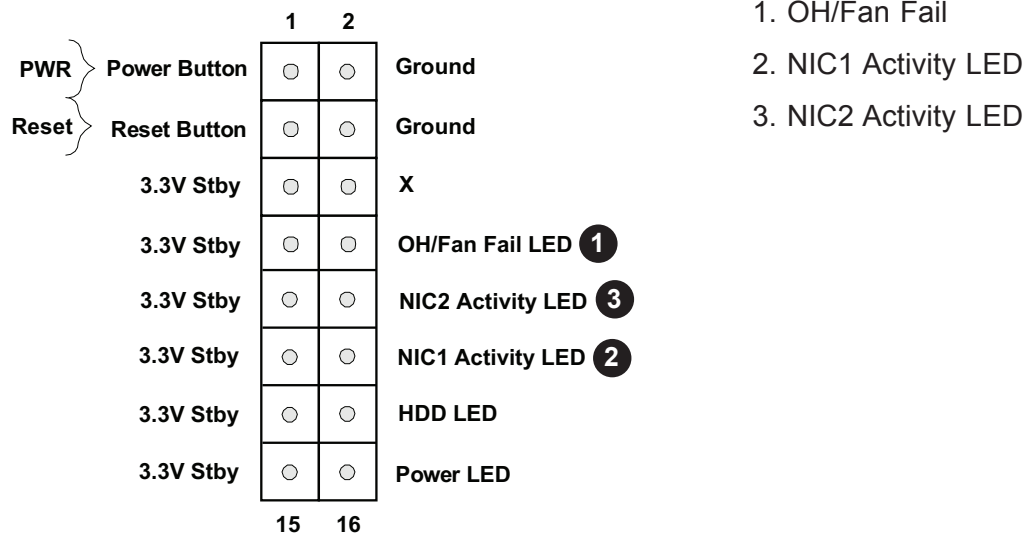 1 2
PWR Power Button Ground
Reset Reset Button Ground
3.3V Stby X
3.3V Stby OH/Fan Fail LED 1
3.3V Stby NIC2 Activity LED 3
3.3V Stby NIC1 Activity LED 2
3.3V Stby HDD LED
3.3V Stby Power LED
15 16
1. OH/Fan Fail
2. NIC1 Activity LED
3. NIC2 Activity LED